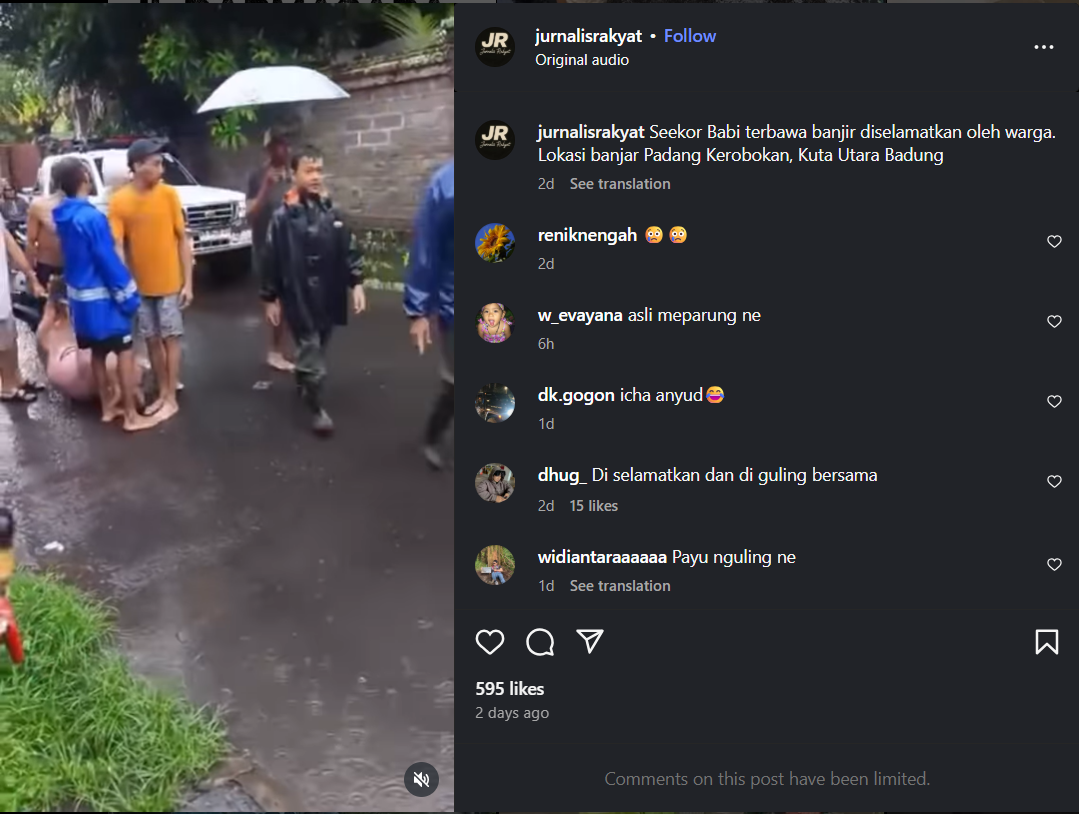 JR
Jurnalis Rakyat
jurnalisrakyat • Follow
Original audio
JR
jurnalisrakyat Seekor Babi terbawa banjir diselamatkan oleh warga.
Lokasi banjar Padang Kerobokan, Kuta Utara Badung
2d See translation
reniknengah 😳 😳
2d
w_evayana asli meparung ne
6h
dk.gogon icha anyud😂
1d
dhug_ Di selamatkan dan di guling bersama
2d 15 likes
widiantaraaaaaa Payu nguling ne
1d See translation
595 likes
2 days ago
Comments on this post have been limited.